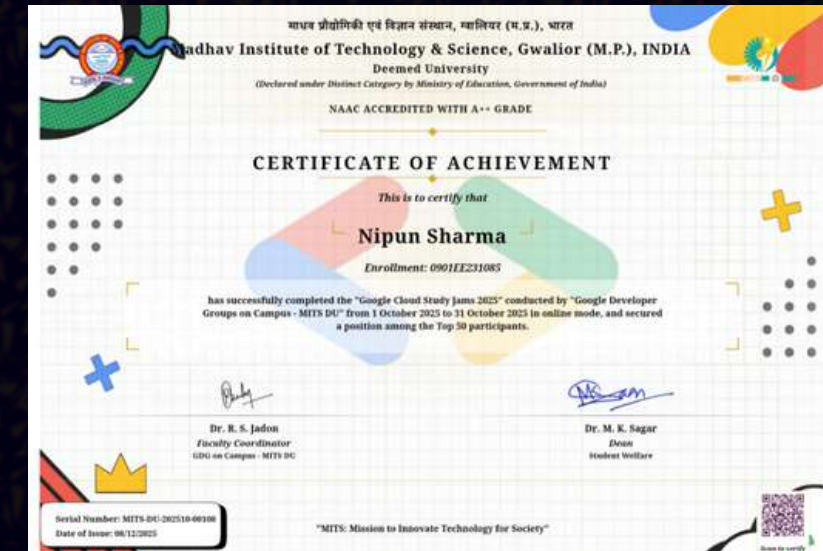 माधव प्रौद्योगिकी एवं विज्ञान संस्थान, ग्वालियर (म.प्र.), भारत
Madhav Institute of Technology & Science, Gwalior (M.P.), INDIA
Deemed University
(Declared under Distinct Category by Ministry of Education, Government of India)
NAAC ACCREDITED WITH A++ GRADE
CERTIFICATE OF ACHIEVEMENT
This is to certify that
Nipun Sharma
Enrollment: 0901EE231085
has successfully completed the "Google Cloud Study Jams 2025" conducted by "Google Developer
Groups on Campus - MITS DU" from 1 October 2025 to 31 October 2025 in online mode, and secured
a position among the Top 50 participants.
Dr. R. S. Jadon
Faculty Coordinator
GDG on Campus - MITS DU
Dr. M. K. Sagar
Dean
Student Welfare
Serial Number: MITS-DU-202510-00108
Date of Issue: 08/12/2025
"MITS: Mission to Innovate Technology for Society"
Scan to verify